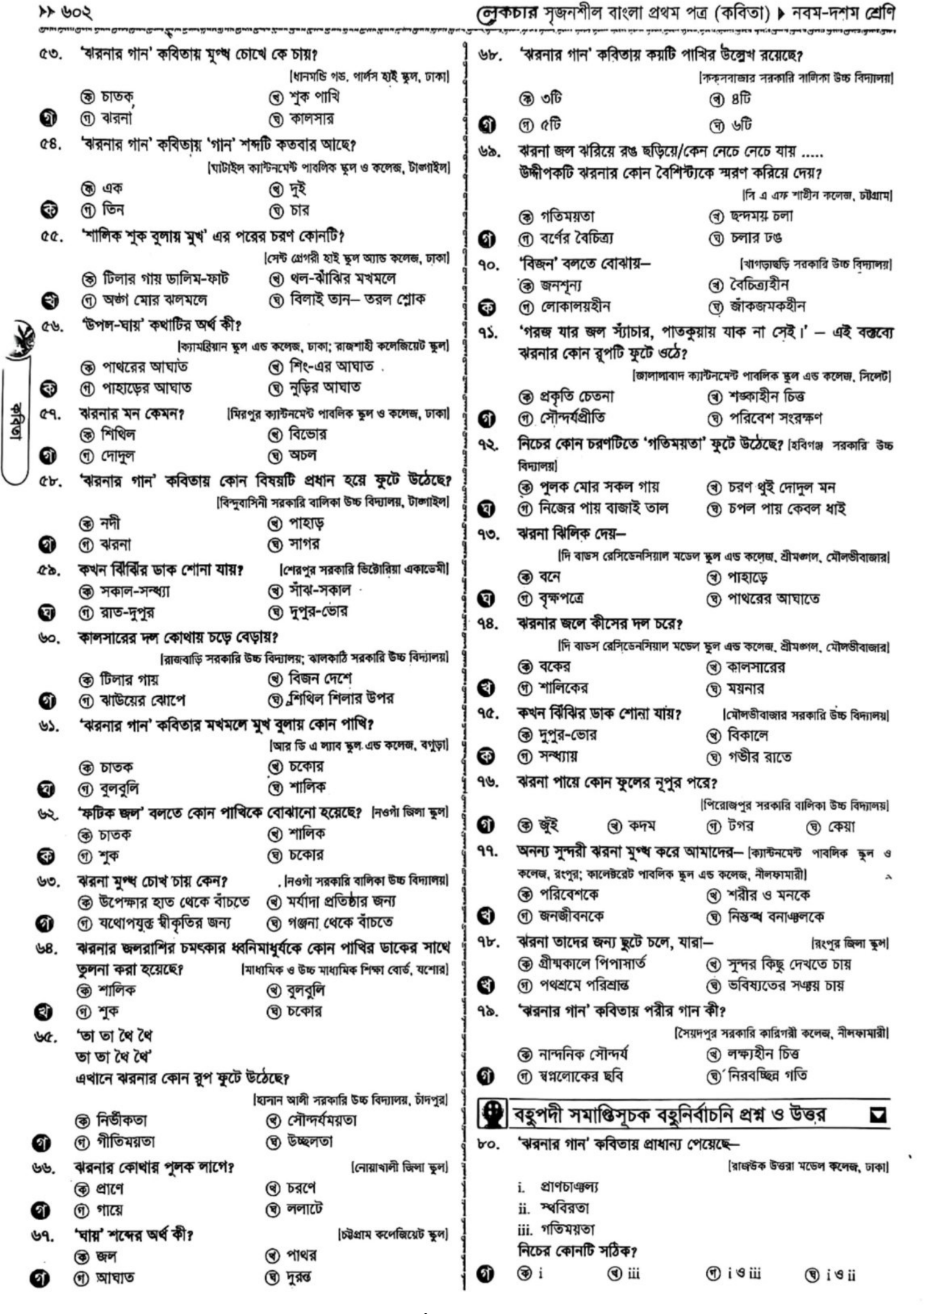 >> ৬০২
লেকচার সৃজনশীল বাংলা প্রথম পত্র (কবিতা) ▶ নবম-দশম শ্রেণি
৫৩. 'ঝরনার গান' কবিতায় মুগ্ধ চোখে কে চায়?
[ধানমন্ডি গভ. গার্লস হাই স্কুল, ঢাকা]
ক চাতক খ শুক পাখি
গ গ ঝরনা ঘ কালসার
৫৪. 'ঝরনার গান' কবিতায় 'গান' শব্দটি কতবার আছে?
[ঘাটাইল ক্যান্টনমেন্ট পাবলিক স্কুল ও কলেজ, টাঙ্গাইল]
ক এক খ দুই
ক গ তিন ঘ চার
৫৫. 'শালিক শুক বুলায় মুখ' এর পরের চরণ কোনটি?
[সেন্ট গ্রেগরী হাই স্কুল অ্যান্ড কলেজ, ঢাকা]
ক টিলার গায় ডালিম-ফাট খ থল-ঝাঁঝির মখমলে
খ গ অঙ্গ মোর ঝলমলে ঘ বিলাই তান– তরল শ্লোক
৫৬. 'উপল-ঘায়' কথাটির অর্থ কী?
[ক্যামব্রিয়ান স্কুল এন্ড কলেজ, ঢাকা; রাজশাহী কলেজিয়েট স্কুল]
ক পাথরের আঘাত খ শিং-এর আঘাত
ক গ পাহাড়ের আঘাত ঘ নুড়ির আঘাত
কবিতা
৫৭. ঝরনার মন কেমন? [মিরপুর ক্যান্টনমেন্ট পাবলিক স্কুল ও কলেজ, ঢাকা]
ক শিথিল খ বিভোর
গ গ দোদুল ঘ অচল
৫৮. 'ঝরনার গান' কবিতায় কোন বিষয়টি প্রধান হয়ে ফুটে উঠেছে?
[বিন্দুবাসিনী সরকারি বালিকা উচ্চ বিদ্যালয়, টাঙ্গাইল]
ক নদী খ পাহাড়
গ গ ঝরনা ঘ সাগর
৫৯. কখন ঝিঁঝির ডাক শোনা যায়? [শেরপুর সরকারি ভিক্টোরিয়া একাডেমী]
ক সকাল-সন্ধ্যা খ সাঁঝ-সকাল
ঘ গ রাত-দুপুর ঘ দুপুর-ভোর
৬০. কালসারের দল কোথায় চড়ে বেড়ায়?
[রাজবাড়ি সরকারি উচ্চ বিদ্যালয়; ঝালকাঠি সরকারি উচ্চ বিদ্যালয়]
ক টিলার গায় খ বিজন দেশে
গ গ ঝাউয়ের ঝোপে ঘ শিথিল শিলার উপর
৬১. 'ঝরনার গান' কবিতার মখমলে মুখ বুলায় কোন পাখি?
[আর ডি এ ল্যাব স্কুল এন্ড কলেজ, বগুড়া]
ক চাতক খ চকোর
ঘ গ বুলবুলি ঘ শালিক
৬২. 'ফটিক জল' বলতে কোন পাখিকে বোঝানো হয়েছে? [নওগাঁ জিলা স্কুল]
ক চাতক খ শালিক
ক গ শুক ঘ চকোর
৬৩. ঝরনা মুগ্ধ চোখ চায় কেন? [নওগাঁ সরকারি বালিকা উচ্চ বিদ্যালয়]
ক উপেক্ষার হাত থেকে বাঁচতে খ মর্যাদা প্রতিষ্ঠার জন্য
গ গ যথোপযুক্ত স্বীকৃতির জন্য ঘ গঞ্জনা থেকে বাঁচতে
৬৪. ঝরনার জলরাশির চমৎকার ধ্বনিমাধুর্যকে কোন পাখির ডাকের সাথে
তুলনা করা হয়েছে? [মাধ্যমিক ও উচ্চ মাধ্যমিক শিক্ষা বোর্ড, যশোর]
ক শালিক খ বুলবুলি
খ গ শুক ঘ চকোর
৬৫. 'তা তা থৈ থৈ
তা তা থৈ থৈ'
এখানে ঝরনার কোন রূপ ফুটে উঠেছে?
[হাসান আলী সরকারি উচ্চ বিদ্যালয়, চাঁদপুর]
ক নির্ভীকতা খ সৌন্দর্যময়তা
গ গ গীতিময়তা ঘ উচ্ছলতা
৬৬. ঝরনার কোথায় পুলক লাগে? [নোয়াখালী জিলা স্কুল]
ক প্রাণে খ চরণে
গ গ গায়ে ঘ ললাটে
৬৭. 'ঘায়' শব্দের অর্থ কী? [চট্টগ্রাম কলেজিয়েট স্কুল]
ক জল খ পাথর
গ গ আঘাত ঘ দুরন্ত
৬৮. 'ঝরনার গান' কবিতায় কয়টি পাখির উল্লেখ রয়েছে?
[কক্সবাজার সরকারি বালিকা উচ্চ বিদ্যালয়]
ক ৩টি খ ৪টি
গ গ ৫টি ঘ ৬টি
৬৯. ঝরনা জল ঝরিয়ে রঙ ছড়িয়ে/কেন নেচে নেচে যায় .....
উদ্দীপকটি ঝরনার কোন বৈশিষ্ট্যকে স্মরণ করিয়ে দেয়?
[বি এ এফ শাহীন কলেজ, চট্টগ্রাম]
ক গতিময়তা খ ছন্দময় চলা
গ গ বর্ণের বৈচিত্র্য ঘ চলার ঢঙ
৭০. 'বিজন' বলতে বোঝায়– [খাগড়াছড়ি সরকারি উচ্চ বিদ্যালয়]
ক জনশূন্য খ বৈচিত্র্যহীন
ক গ লোকালয়হীন ঘ জাঁকজমকহীন
৭১. 'গরজ যার জল স্যাঁচার, পাতকুয়ায় যাক না সেই।' – এই বক্তব্যে
ঝরনার কোন রূপটি ফুটে ওঠে?
[জালালাবাদ ক্যান্টনমেন্ট পাবলিক স্কুল এন্ড কলেজ, সিলেট]
ক প্রকৃতি চেতনা খ শঙ্কাহীন চিত্ত
গ গ সৌন্দর্যপ্রীতি ঘ পরিবেশ সংরক্ষণ
৭২. নিচের কোন চরণটিতে 'গতিময়তা' ফুটে উঠেছে? [হবিগঞ্জ সরকারি উচ্চ
বিদ্যালয়]
ক পুলক মোর সকল গায় খ চরণ থুই দোদুল মন
ঘ গ নিজের পায় বাজাই তাল ঘ চপল পায় কেবল ধাই
৭৩. ঝরনা ঝিলিক দেয়–
[দি বাডস রেসিডেনসিয়াল মডেল স্কুল এন্ড কলেজ, শ্রীমঙ্গল, মৌলভীবাজার]
ক বনে খ পাহাড়ে
ঘ গ বৃক্ষপত্রে ঘ পাথরের আঘাতে
৭৪. ঝরনার জলে কীসের দল চরে?
[দি বাডস রেসিডেনসিয়াল মডেল স্কুল এন্ড কলেজ, শ্রীমঙ্গল, মৌলভীবাজার]
ক বকের খ কালসারের
খ গ শালিকের ঘ ময়নার
৭৫. কখন ঝিঁঝির ডাক শোনা যায়? [মৌলভীবাজার সরকারি উচ্চ বিদ্যালয়]
ক দুপুর-ভোর খ বিকালে
ক গ সন্ধ্যায় ঘ গভীর রাতে
৭৬. ঝরনা পায়ে কোন ফুলের নূপুর পরে?
[পিরোজপুর সরকারি বালিকা উচ্চ বিদ্যালয়]
গ ক জুঁই খ কদম গ টগর ঘ কেয়া
৭৭. অনন্য সুন্দরী ঝরনা মুগ্ধ করে আমাদের– [ক্যান্টনমেন্ট পাবলিক স্কুল ও
কলেজ, রংপুর; কালেক্টরেট পাবলিক স্কুল এন্ড কলেজ, নীলফামারী]
ক পরিবেশকে খ শরীর ও মনকে
খ গ জনজীবনকে ঘ নিস্তব্ধ বনাঞ্চলকে
৭৮. ঝরনা তাদের জন্য ছুটে চলে, যারা– [রংপুর জিলা স্কুল]
ক গ্রীষ্মকালে পিপাসার্ত খ সুন্দর কিছু দেখতে চায়
খ গ পথশ্রমে পরিশ্রান্ত ঘ ভবিষ্যতের সঞ্চয় চায়
৭৯. 'ঝরনার গান' কবিতায় পরীর গান কী?
[সৈয়দপুর সরকারি কারিগরী কলেজ, নীলফামারী]
ক নান্দনিক সৌন্দর্য খ লক্ষ্যহীন চিত্ত
গ গ স্বপ্নলোকের ছবি ঘ নিরবচ্ছিন্ন গতি
বহুপদী সমাপ্তিসূচক বহুনির্বাচনি প্রশ্ন ও উত্তর
৮০. 'ঝরনার গান' কবিতায় প্রাধান্য পেয়েছে–
[রাজউক উত্তরা মডেল কলেজ, ঢাকা]
i. প্রাণচাঞ্চল্য
ii. স্থবিরতা
iii. গতিময়তা
নিচের কোনটি সঠিক?
গ ক i খ iii গ i ও iii ঘ i ও ii